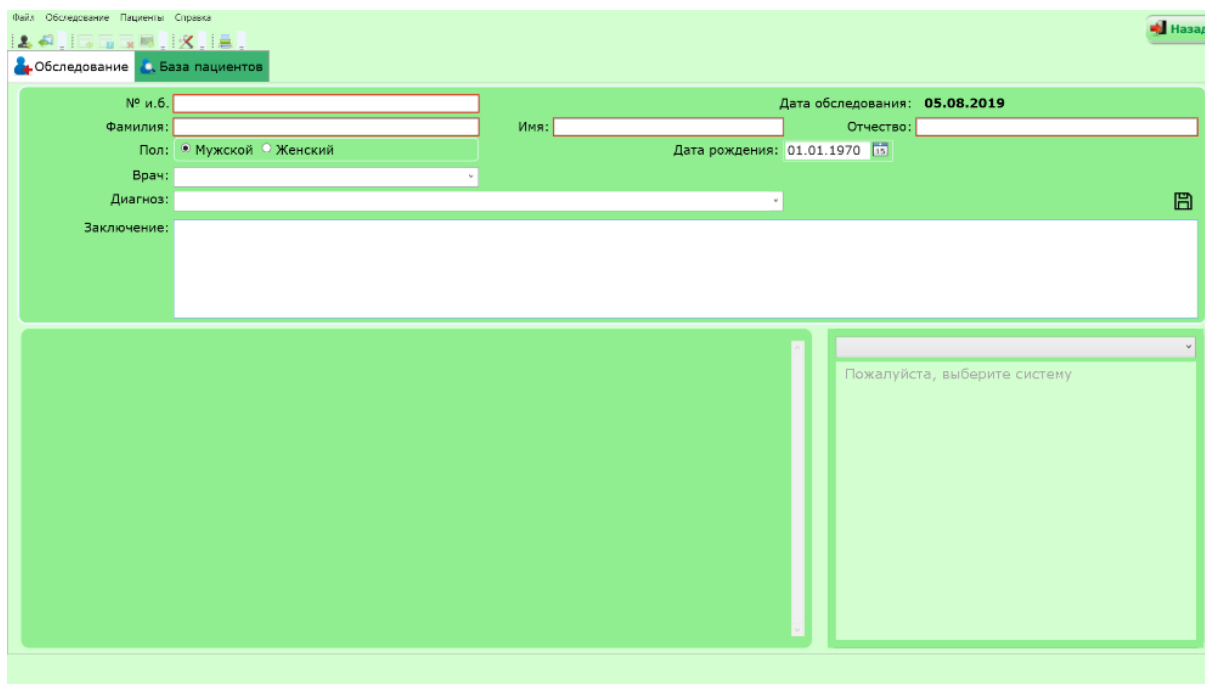 Файл Обследование Пациенты Справка
Назад
Обследование База пациентов
№ и.б. Дата обследования: 05.08.2019
Фамилия: Имя: Отчество:
Пол: Мужской Женский Дата рождения: 01.01.1970 15
Врач:
Диагноз:
Заключение:
Пожалуйста, выберите систему